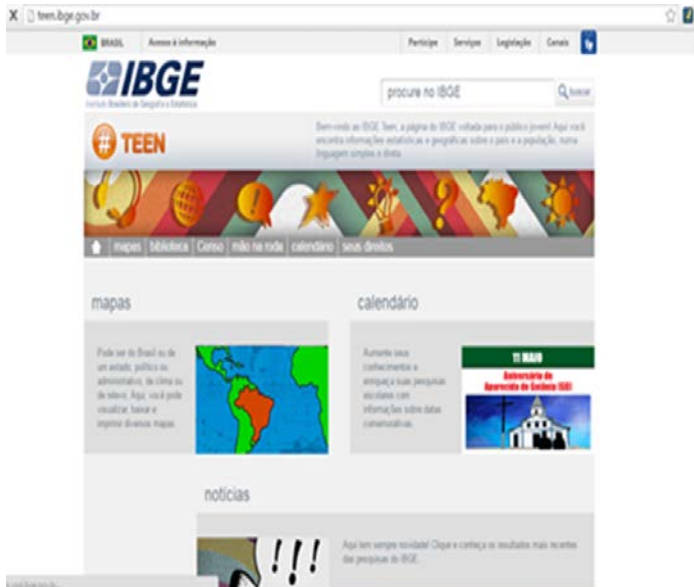 teen.ibge.gov.br
BRASIL Acesso à informação Participe Serviços Legislação Canais
IBGE
Instituto Brasileiro de Geografia e Estatística
procure no IBGE buscar
# TEEN
Bem-vindo ao IBGE Teen, a página do IBGE voltada para o público jovem! Aqui você
encontra informações estatísticas e geográficas sobre o país e a população, numa
linguagem simples e direta.
mapas biblioteca Censo mão na roda calendário seus direitos
mapas
Pode ser do Brasil ou de
um estado, político ou
administrativo, de clima ou
de relevo. Aqui, você pode
visualizar, baixar e
imprimir diversos mapas.
calendário
Aumente seus
conhecimentos e
enriqueça suas pesquisas
escolares com
informações sobre datas
comemorativas.
11 MAIO
Aniversário de
Aparecida de Goiânia (GO)
notícias
!!!
Aqui tem sempre novidade! Clique e conheça os resultados mais recentes
das pesquisas do IBGE.